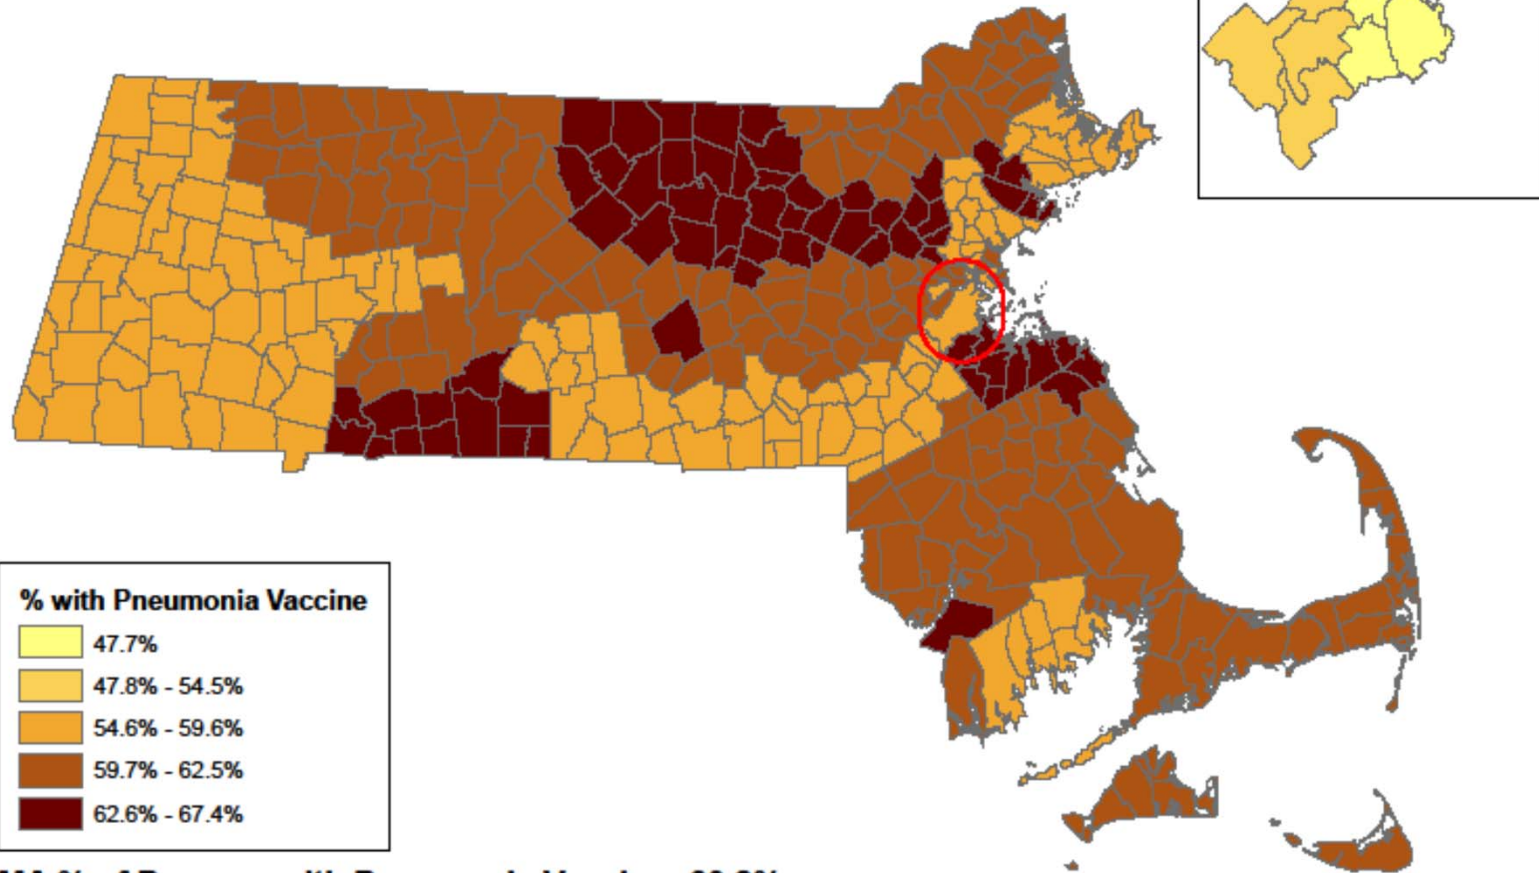 % with Pneumonia Vaccine
47.7%
47.8% - 54.5%
54.6% - 59.6%
59.7% - 62.5%
62.6% - 67.4%